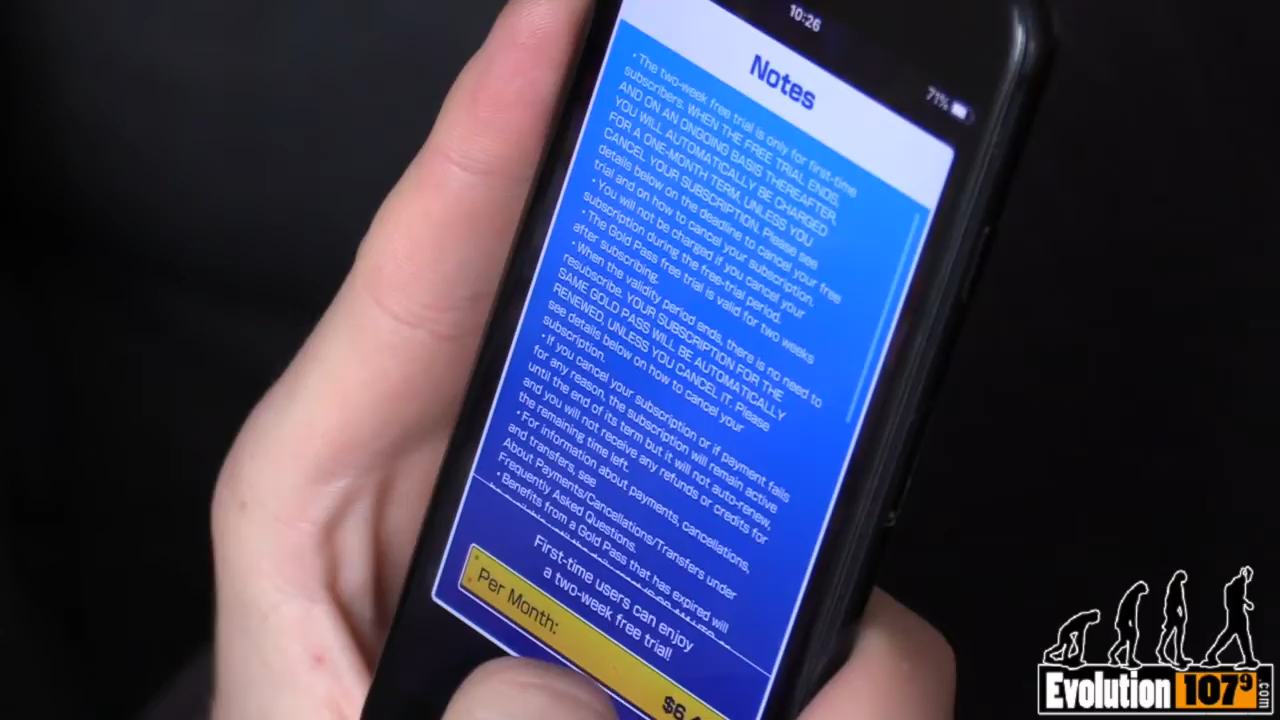 10:26
71%
Notes
• The two-week free trial is only for first-time
subscribers. WHEN THE FREE TRIAL ENDS,
AND ON AN ONGOING BASIS THEREAFTER,
YOU WILL AUTOMATICALLY BE CHARGED
FOR A ONE-MONTH TERM, UNLESS YOU
CANCEL YOUR SUBSCRIPTION. Please see
details below on the deadline to cancel your free
trial and on how to cancel your subscription.
• You will not be charged if you cancel your
subscription during the free-trial period.
• The Gold Pass free trial is valid for two weeks
after subscribing.
• When the validity period ends, there is no need to
resubscribe. YOUR SUBSCRIPTION FOR THE
SAME GOLD PASS WILL BE AUTOMATICALLY
RENEWED, UNLESS YOU CANCEL IT. Please
see details below on how to cancel your
subscription.
• If you cancel your subscription or if payment fails
for any reason, the subscription will remain active
until the end of its term but it will not auto-renew,
and you will not receive any refunds or credits for
the remaining time left.
• For information about payments, cancellations,
and transfers, see
About Payments/Cancellations/Transfers under
Frequently Asked Questions.
• Benefits from a Gold Pass that has expired will
First-time users can enjoy
a two-week free trial!
Per Month:
Evolution 107⁹ .com